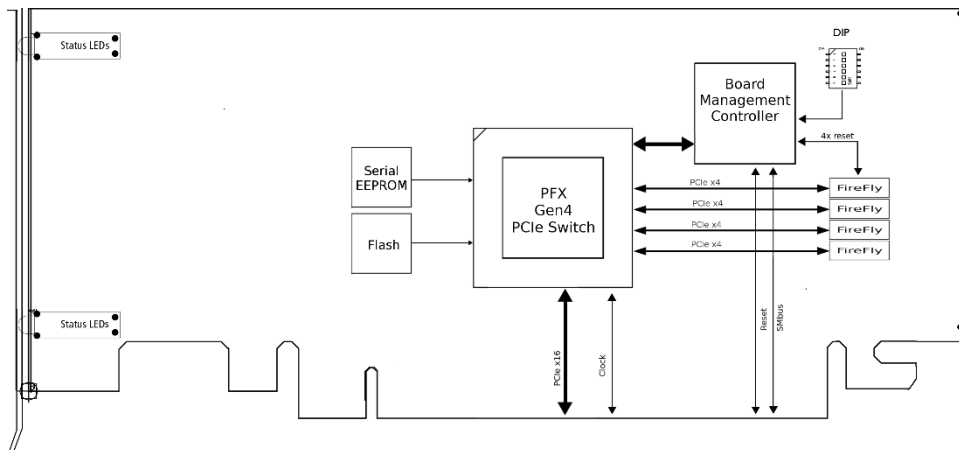 Status LEDs
DIP
Board
Management
Controller
4x reset
Serial
EEPROM
PFX
Gen4
PCIe Switch
Flash
PCIe x4
FireFly
PCIe x4
FireFly
PCIe x4
FireFly
PCIe x4
FireFly
Status LEDs
PCIe x16
Clock
Reset
SMbus